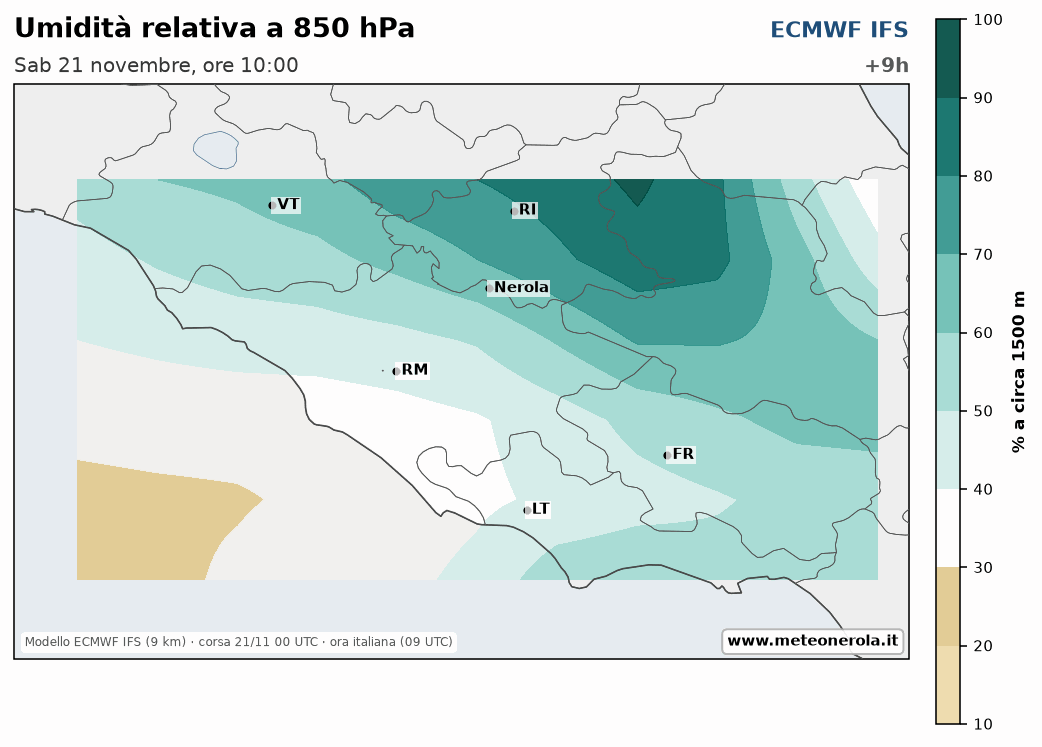 Umidità relativa a 850 hPa
ECMWF IFS
Sab 21 novembre, ore 10:00
+9h
100
90
80
70
60
50
40
30
20
10
% a circa 1500 m
VT
RI
Nerola
RM
FR
LT
Modello ECMWF IFS (9 km) · corsa 21/11 00 UTC · ora italiana (09 UTC)
www.meteonerola.it